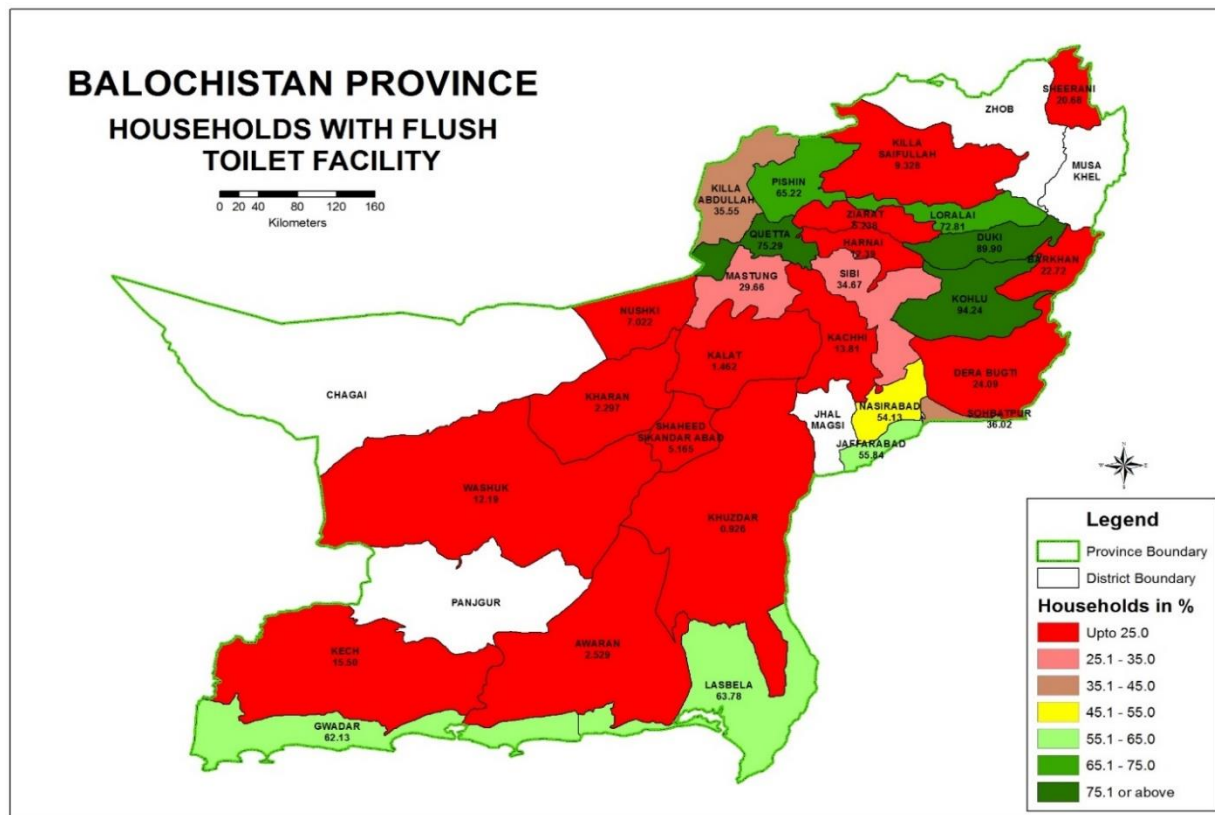 BALOCHISTAN PROVINCE
HOUSEHOLDS WITH FLUSH
TOILET FACILITY
0 20 40 80 120 160
Kilometers
SHEERANI
20.68
ZHOB
KILLA
SAIFULLAH
9.328
MUSA
KHEL
PISHIN
65.22
KILLA
ABDULLAH
35.55
ZIARAT
LORALAI
72.81
QUETTA
75.29
HARNAI
DUKI
89.90
BARKHAN
22.72
MASTUNG
29.66
SIBI
34.67
KOHLU
94.24
NUSHKI
7.022
KACHHI
13.81
KALAT
1.462
DERA BUGTI
24.09
CHAGAI
KHARAN
2.297
NASIRABAD
54.13
SOHBATPUR
36.02
JHAL
MAGSI
SHAHEED
SIKANDAR ABAD
5.165
JAFFARABAD
55.84
WASHUK
12.19
KHUZDAR
PANJGUR
AWARAN
2.529
KECH
15.50
LASBELA
63.78
GWADAR
62.13
N
W E
S
Legend
Province Boundary
District Boundary
Households in %
Upto 25.0
25.1 - 35.0
35.1 - 45.0
45.1 - 55.0
55.1 - 65.0
65.1 - 75.0
75.1 or above